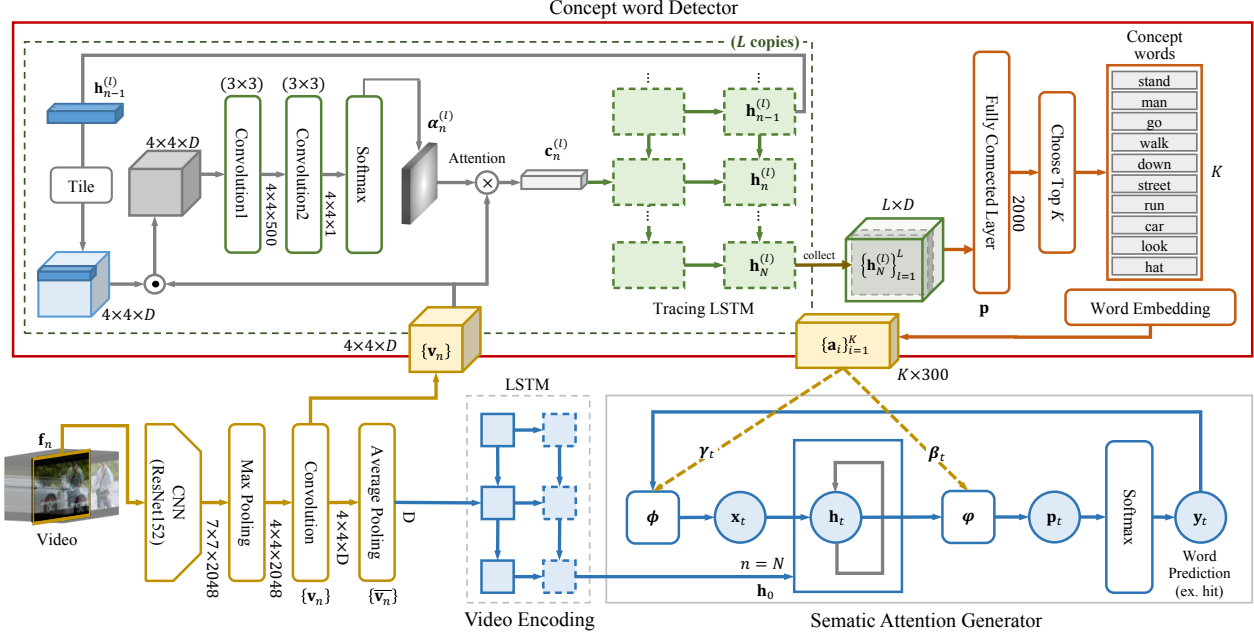 Concept word Detector
(L copies)
Concept
words
h_{n-1}^{(l)}
(3×3)
(3×3)
α_n^{(l)}
4×4×D
Tile
Convolution1
4×4×500
Convolution2
4×4×1
Softmax
Attention
×
c_n^{(l)}
⋮
⋮
h_{n-1}^{(l)}
h_n^{(l)}
⋮
⋮
h_N^{(l)}
Tracing LSTM
collect
L×D
{h_N^{(l)}}_{l=1}^{L}
Fully Connected Layer
2000
p
Choose Top K
stand
man
go
walk
down
street
run
car
look
hat
K
Word Embedding
4×4×D
4×4×D
{v_n}
{a_i}_{i=1}^{K}
K×300
LSTM
f_n
Video
CNN
(ResNet152)
7×7×2048
Max Pooling
4×4×2048
Convolution
{v_n}
4×4×D
Average Pooling
{\overline{v_n}}
D
Video Encoding
n = N
h_0
γ_t
β_t
ϕ
x_t
h_t
φ
p_t
Softmax
y_t
Word
Prediction
(ex. hit)
Sematic Attention Generator